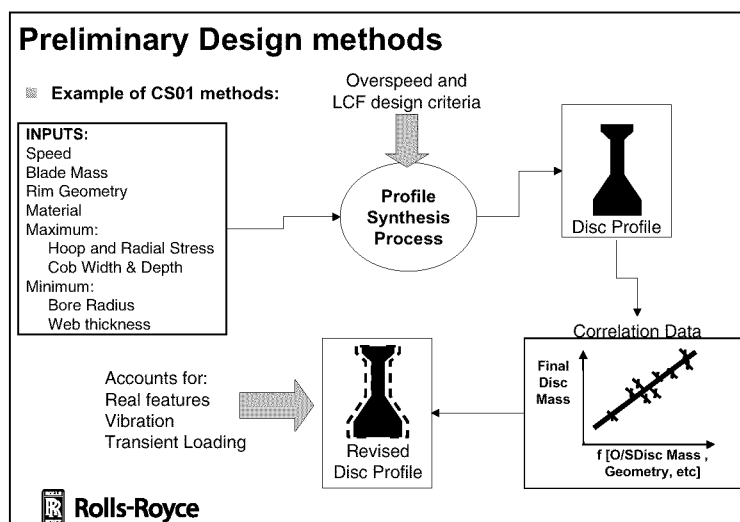 Preliminary Design methods
Example of CS01 methods:
Overspeed and
LCF design criteria
INPUTS:
Speed
Blade Mass
Rim Geometry
Material
Maximum:
Hoop and Radial Stress
Cob Width & Depth
Minimum:
Bore Radius
Web thickness
Profile
Synthesis
Process
Disc Profile
Correlation Data
Final
Disc
Mass
f [O/SDisc Mass ,
Geometry, etc]
Accounts for:
Real features
Vibration
Transient Loading
Revised
Disc Profile
RR
Rolls-Royce